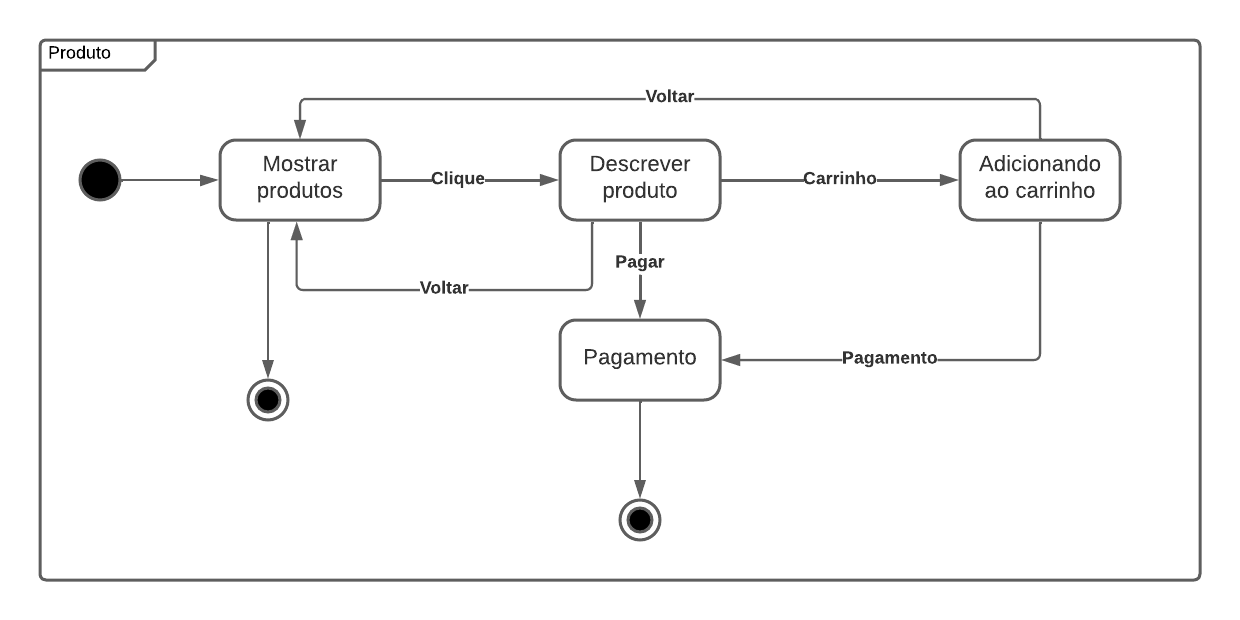 Produto
Voltar
Mostrar
produtos
Clique
Descrever
produto
Carrinho
Adicionando
ao carrinho
Pagar
Voltar
Pagamento
Pagamento